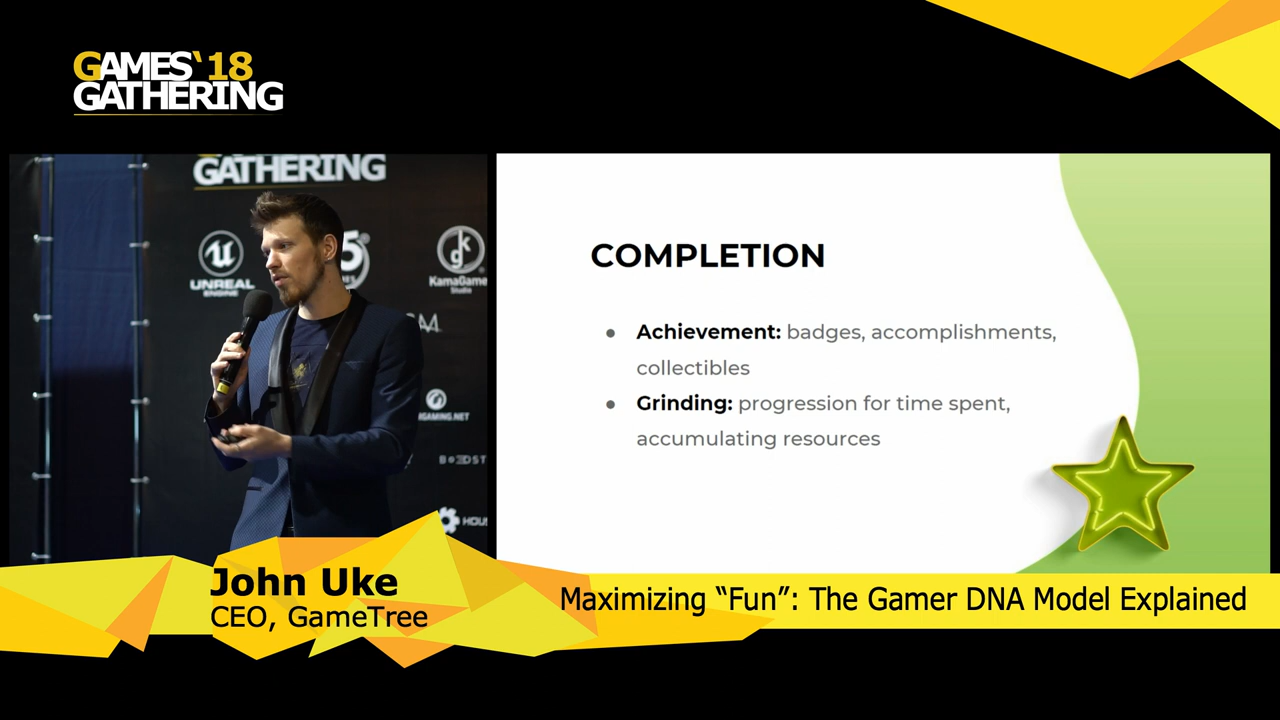 GAMES‘18
GATHERING
GATHERING
UNREAL
ENGINE
KamaGame
Studio
GAMING.NET
HOUS
COMPLETION
● Achievement: badges, accomplishments,
collectibles
● Grinding: progression for time spent,
accumulating resources
John Uke
CEO, GameTree
Maximizing “Fun”: The Gamer DNA Model Explained